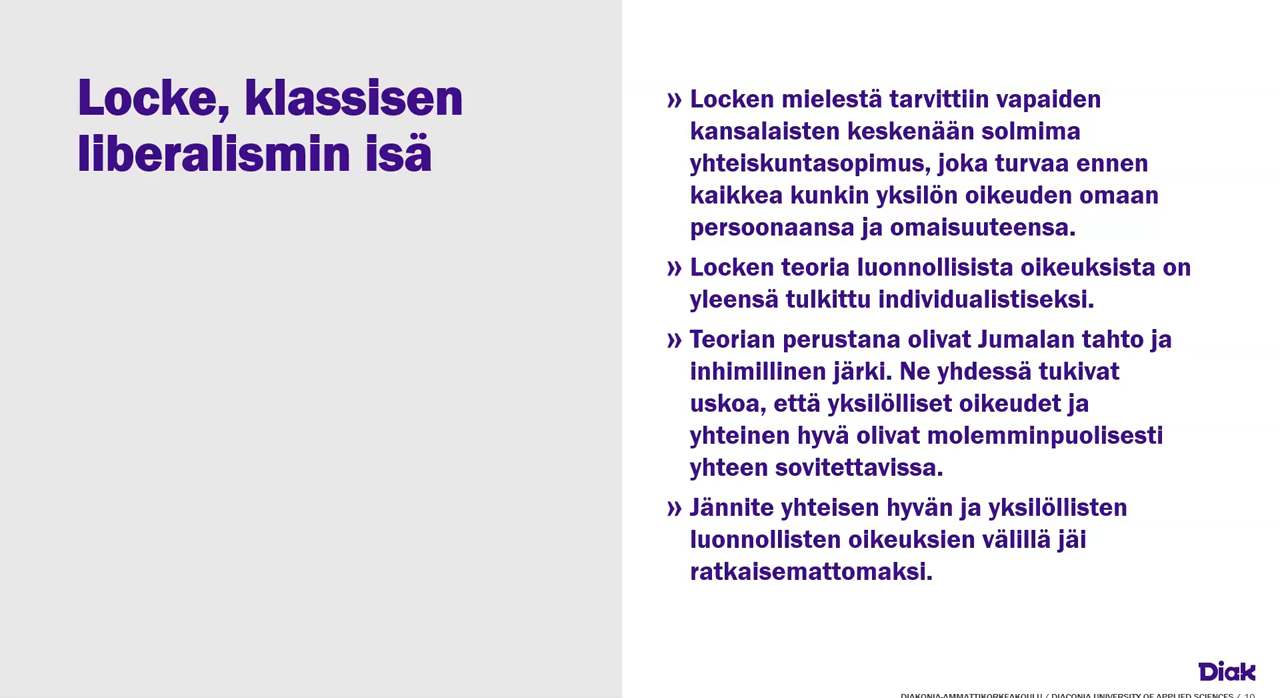 Locke, klassisen
liberalismin isä
» Locken mielestä tarvittiin vapaiden
kansalaisten keskenään solmima
yhteiskuntasopimus, joka turvaa ennen
kaikkea kunkin yksilön oikeuden omaan
persoonaansa ja omaisuuteensa.
» Locken teoria luonnollisista oikeuksista on
yleensä tulkittu individualistiseksi.
» Teorian perustana olivat Jumalan tahto ja
inhimillinen järki. Ne yhdessä tukivat
uskoa, että yksilölliset oikeudet ja
yhteinen hyvä olivat molemminpuolisesti
yhteen sovitettavissa.
» Jännite yhteisen hyvän ja yksilöllisten
luonnollisten oikeuksien välillä jäi
ratkaisemattomaksi.
Diak
DIAKONIA-AMMATTIKORKEAKOULU / DIACONIA UNIVERSITY OF APPLIED SCIENCES / 10